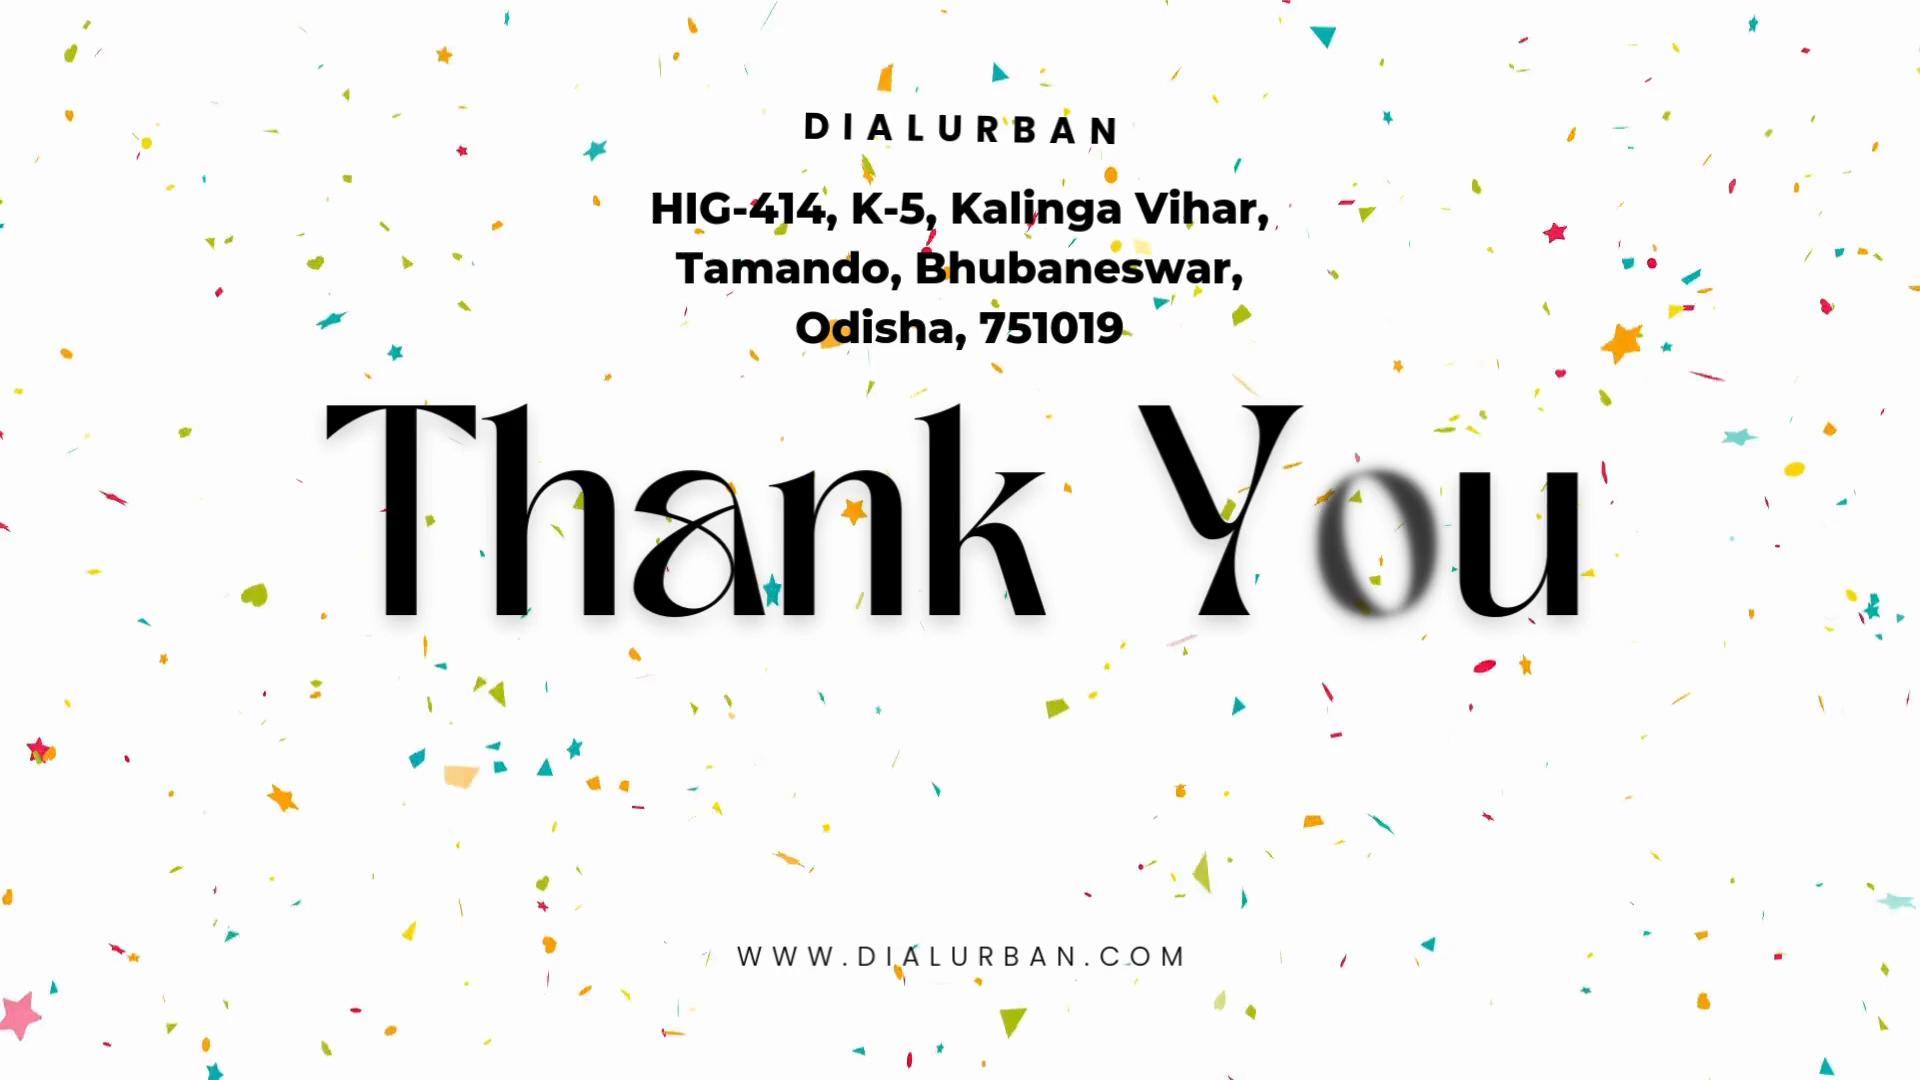 DIALURBAN
HIG-414, K-5, Kalinga Vihar,
Tamando, Bhubaneswar,
Odisha, 751019
Thank You
WWW.DIALURBAN.COM